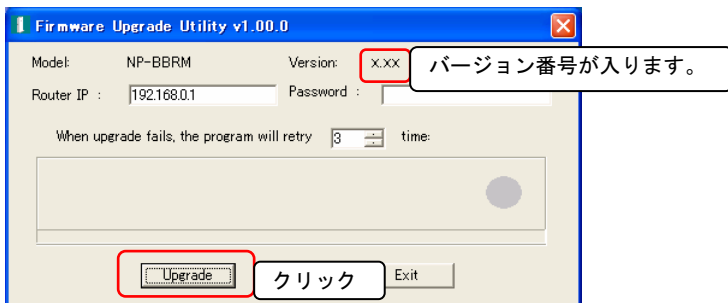 Firmware Upgrade Utility v1.00.0
Model: NP-BBRM Version: x.xx バージョン番号が入ります。
Router IP : 192.168.0.1 Password :
When upgrade fails, the program will retry 3 time:
Upgrade クリック Exit